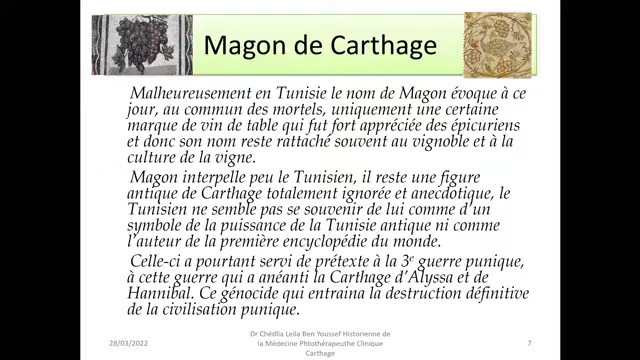 Magon de Carthage
Malheureusement en Tunisie le nom de Magon évoque à ce
jour, au commun des mortels, uniquement une certaine
marque de vin de table qui fut fort appréciée des épicuriens
et donc son nom reste rattaché souvent au vignoble et à la
culture de la vigne.
Magon interpelle peu le Tunisien, il reste une figure
antique de Carthage totalement ignorée et anecdotique, le
Tunisien ne semble pas se souvenir de lui comme d'un
symbole de la puissance de la Tunisie antique ni comme
l'auteur de la première encyclopédie du monde.
Celle-ci a pourtant servi de prétexte à la 3e guerre punique,
à cette guerre qui a anéanti la Carthage d'Alyssa et de
Hannibal. Ce génocide qui entraina la destruction définitive
de la civilisation punique.
28/03/2022
Dr Chédlia Leila Ben Youssef Historienne de
la Médecine Phtothérapeuthe Clinique
Carthage
7